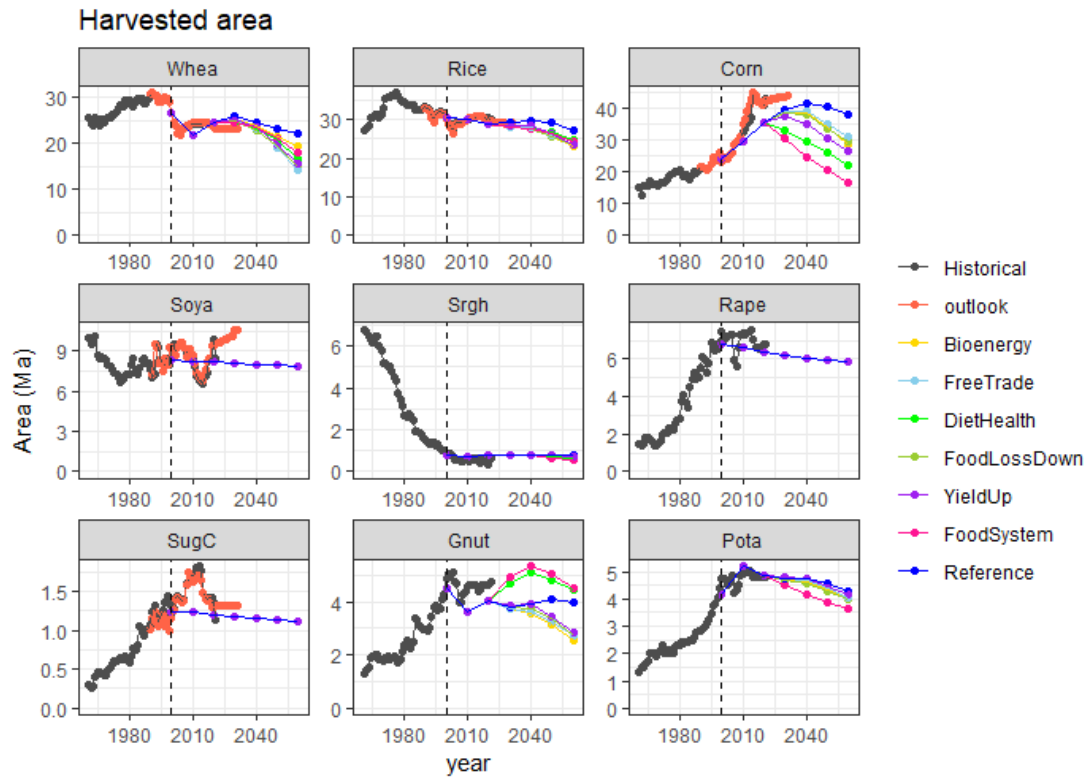 Harvested area
Whea
Rice
Corn
30
20
10
0
1980 2010 2040
30
20
10
0
1980 2010 2040
40
30
20
10
0
1980 2010 2040
Soya
Srgh
Rape
9
6
3
0
1980 2010 2040
6
4
2
0
1980 2010 2040
6
4
2
0
1980 2010 2040
SugC
Gnut
Pota
1.5
1.0
0.5
0.0
1980 2010 2040
4
2
0
1980 2010 2040
5
4
3
2
1
0
1980 2010 2040
Area (Ma)
year
Historical
outlook
Bioenergy
FreeTrade
DietHealth
FoodLossDown
YieldUp
FoodSystem
Reference